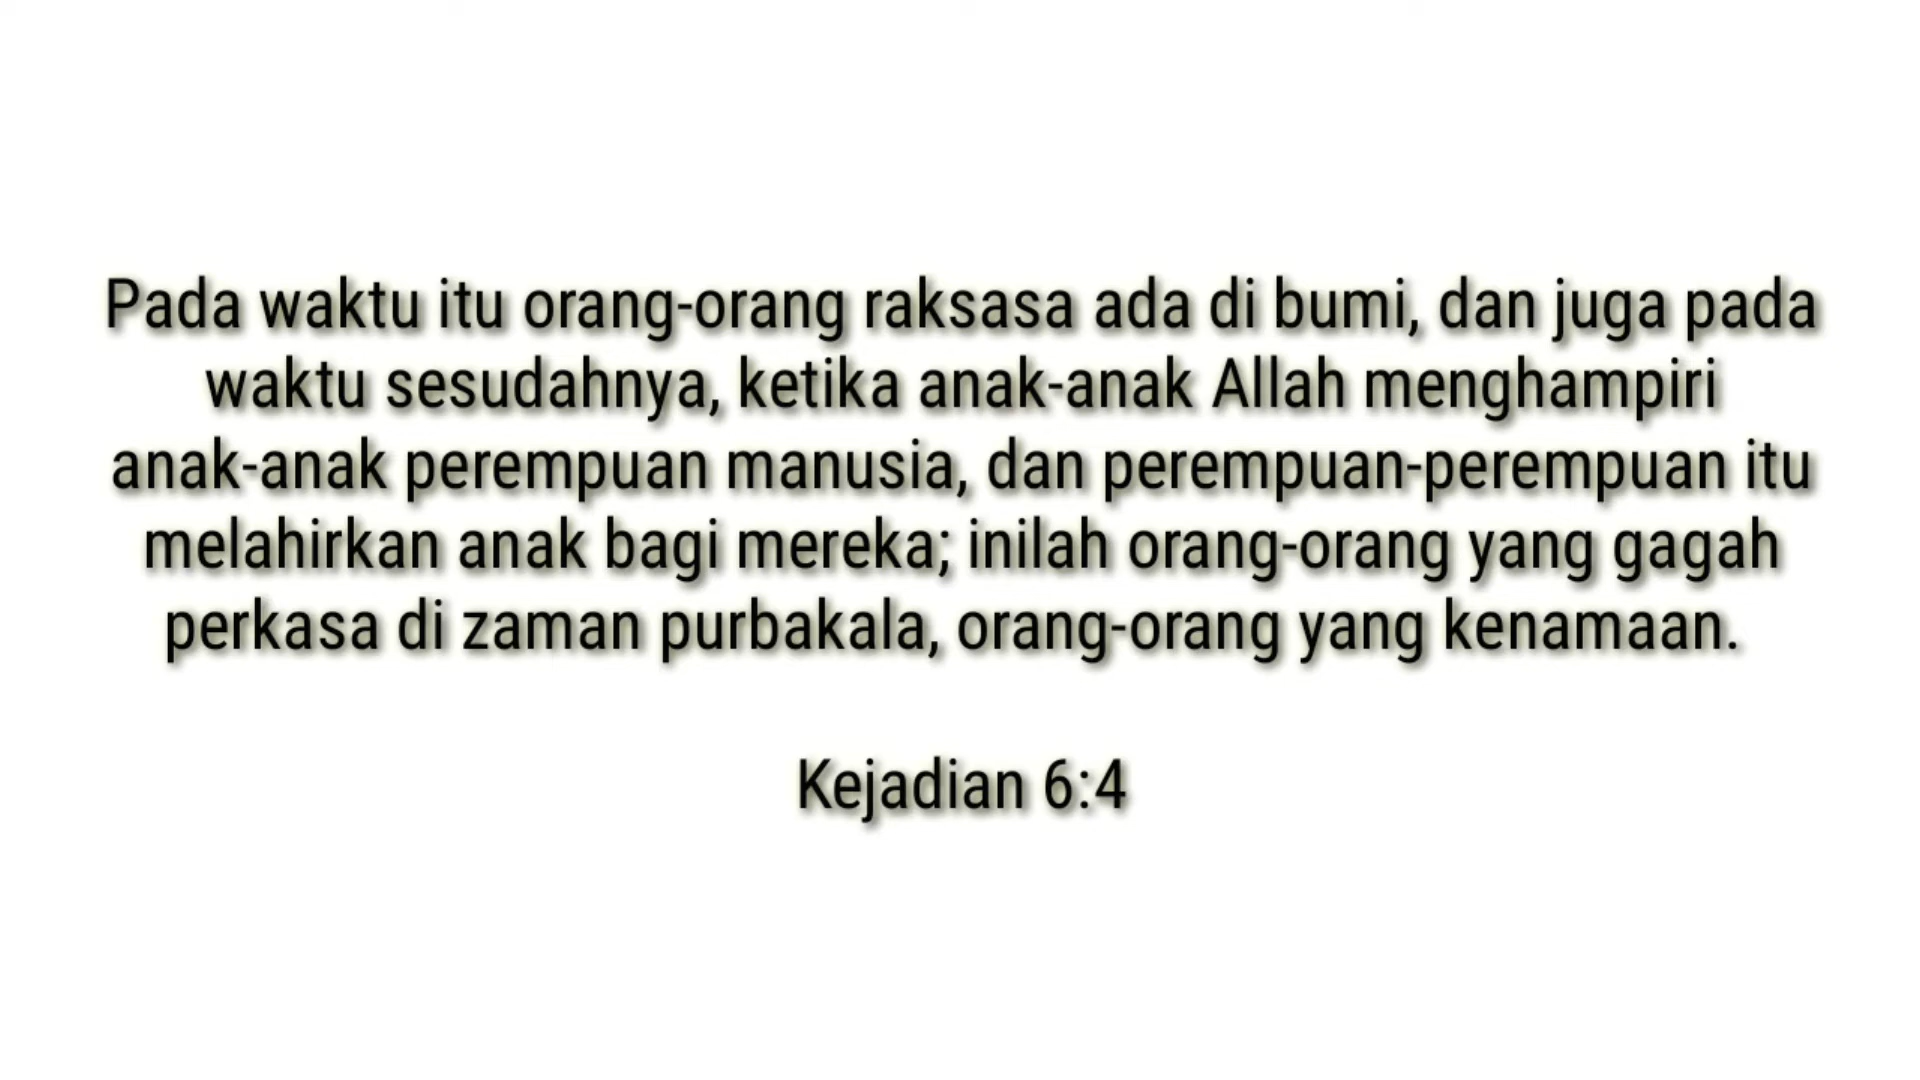 Pada waktu itu orang-orang raksasa ada di bumi, dan juga pada
waktu sesudahnya, ketika anak-anak Allah menghampiri
anak-anak perempuan manusia, dan perempuan-perempuan itu
melahirkan anak bagi mereka; inilah orang-orang yang gagah
perkasa di zaman purbakala, orang-orang yang kenamaan.
Kejadian 6:4